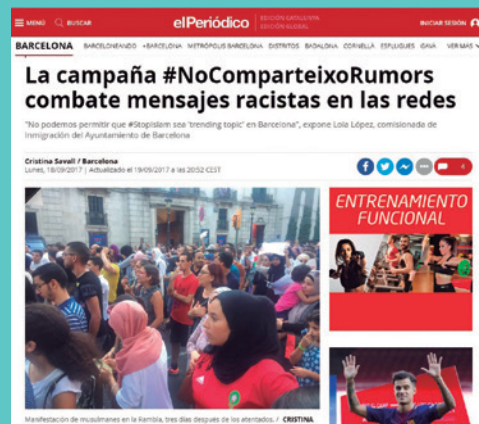 MENÚ BUSCAR elPeriódico EDICIÓN CATALUNYA INICIAR SESIÓN
EDICIÓN GLOBAL
BARCELONA BARCELONEANDO +BARCELONA METRÓPOLIS BARCELONA DISTRITOS BADALONA CORNELLÀ ESPLUGUES GAVÀ VER MÁS
La campaña #NoComparteixoRumors
combate mensajes racistas en las redes
"No podemos permitir que #StopIslam sea 'trending topic' en Barcelona", expone Lola López, comisionada de
Inmigración del Ayuntamiento de Barcelona
Cristina Savall / Barcelona
Lunes, 18/09/2017 | Actualizado el 19/09/2017 a las 20:52 CEST
4
ENTRENAMIENTO
FUNCIONAL
Manifestación de musulmanes en la Rambla, tres días después de los atentados. / CRISTINA